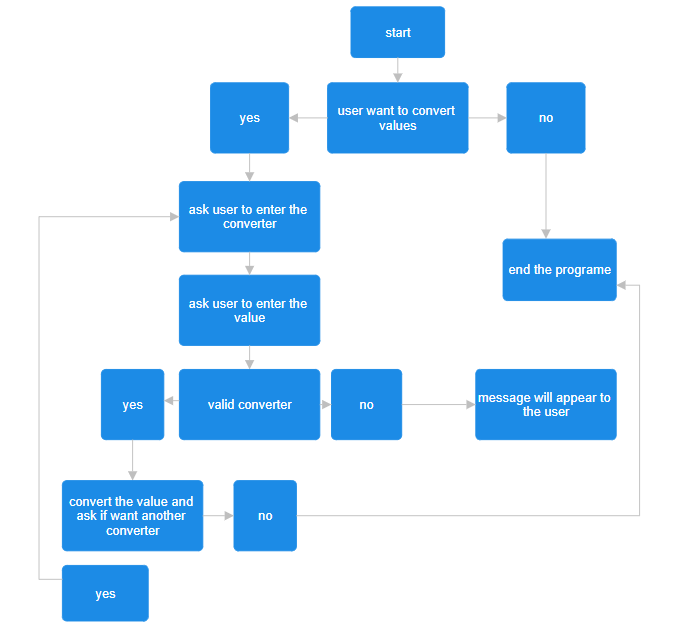 start
yes
user want to convert
values
no
ask user to enter the
converter
end the programe
ask user to enter the
value
yes
valid converter
no
message will appear to
the user
convert the value and
ask if want another
converter
no
yes